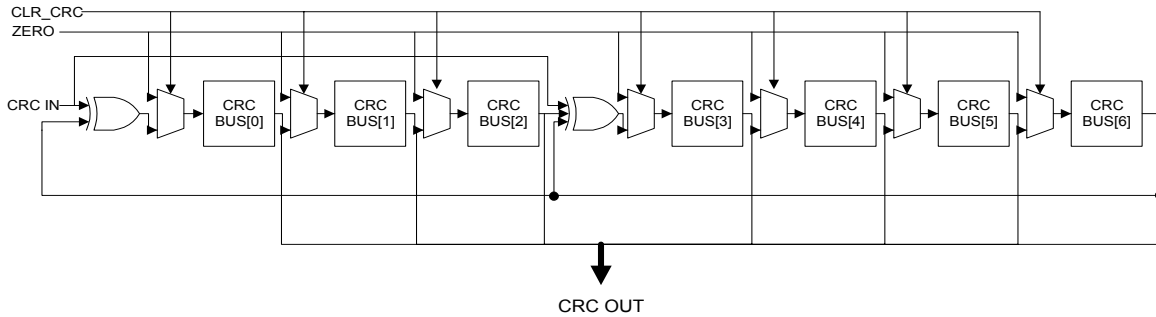 CLR_CRC
ZERO
CRC IN
CRC
BUS[0]
CRC
BUS[1]
CRC
BUS[2]
CRC
BUS[3]
CRC
BUS[4]
CRC
BUS[5]
CRC
BUS[6]
CRC OUT